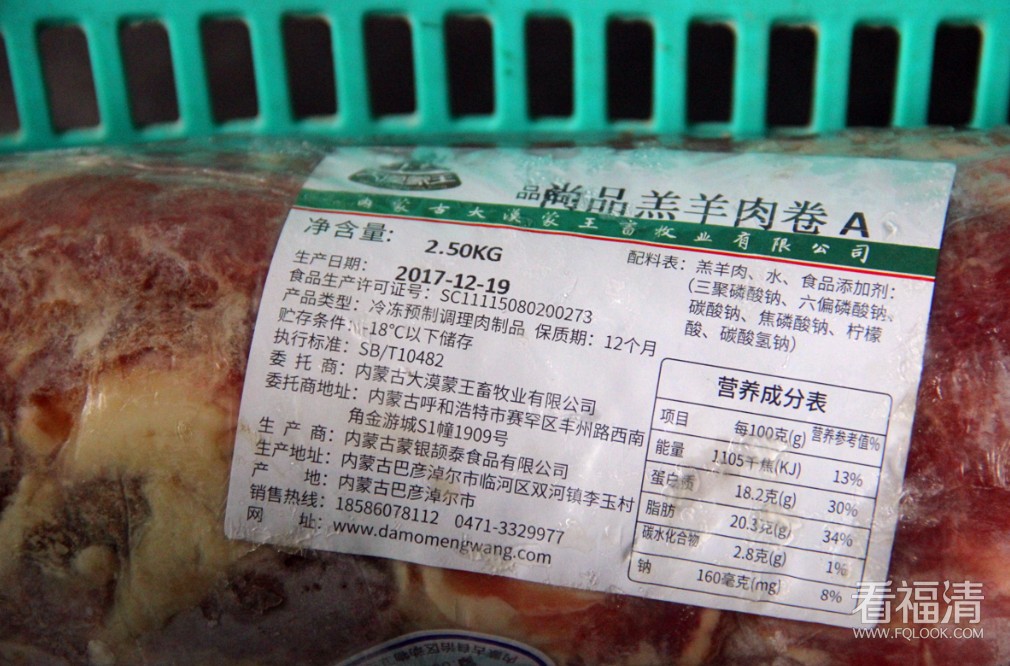 品尚品羔羊肉卷 A
内蒙古大漠蒙王畜牧业有限公司
净含量: 2.50KG
生产日期: 2017-12-19
食品生产许可证号: SC11115080200273
产品类型: 冷冻预制调理肉制品 保质期: 12个月
贮存条件: -18℃以下储存
执行标准: SB/T10482
委托商: 内蒙古大漠蒙王畜牧业有限公司
委托商地址: 内蒙古呼和浩特市赛罕区丰州路西南
角金游城S1幢1909号
生产商: 内蒙古蒙银颉泰食品有限公司
生产地址: 内蒙古巴彦淖尔市临河区双河镇李玉村
产地: 内蒙古巴彦淖尔市
销售热线: 18586078112 0471-3329977
网址: www.damomengwang.com
配料表: 羔羊肉、水、食品添加剂:
(三聚磷酸钠、六偏磷酸钠、
碳酸钠、焦磷酸钠、柠檬
酸、碳酸氢钠)
营养成分表
项目 每100克(g) 营养参考值%
能量 1105千焦(KJ) 13%
蛋白质 18.2克(g) 30%
脂肪 20.3克(g) 34%
碳水化合物 2.8克(g) 1%
钠 160毫克(mg) 8%
看福清
WWW.FQLOOK.COM